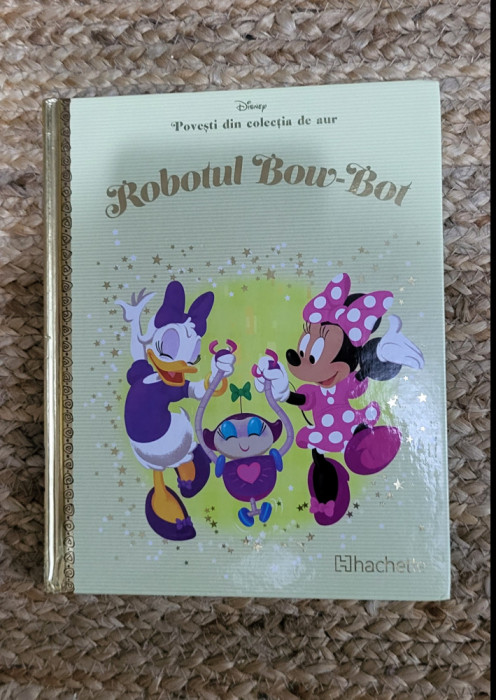 Disney
Povești din colecția de aur
Robotul Bow-Bot
hachette